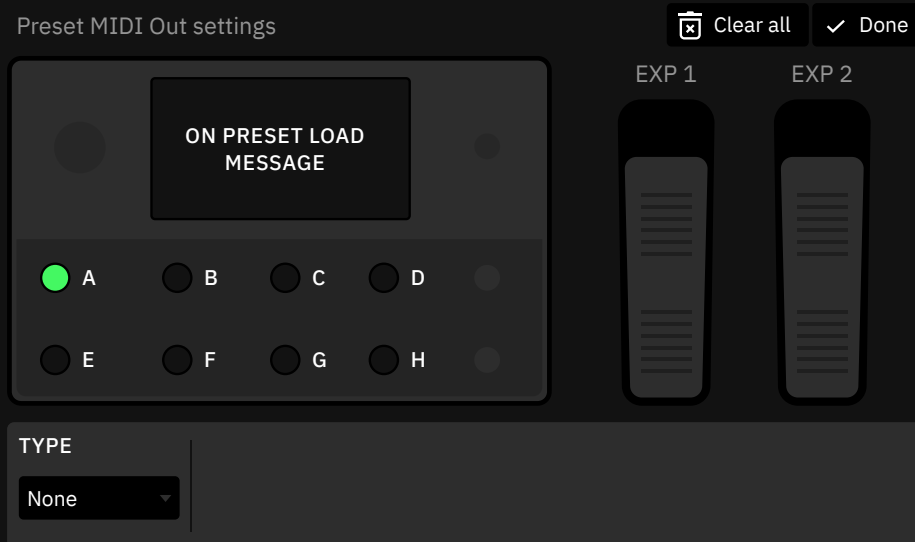 Preset MIDI Out settings
Clear all
Done
EXP 1
EXP 2
ON PRESET LOAD
MESSAGE
A
B
C
D
E
F
G
H
TYPE
None